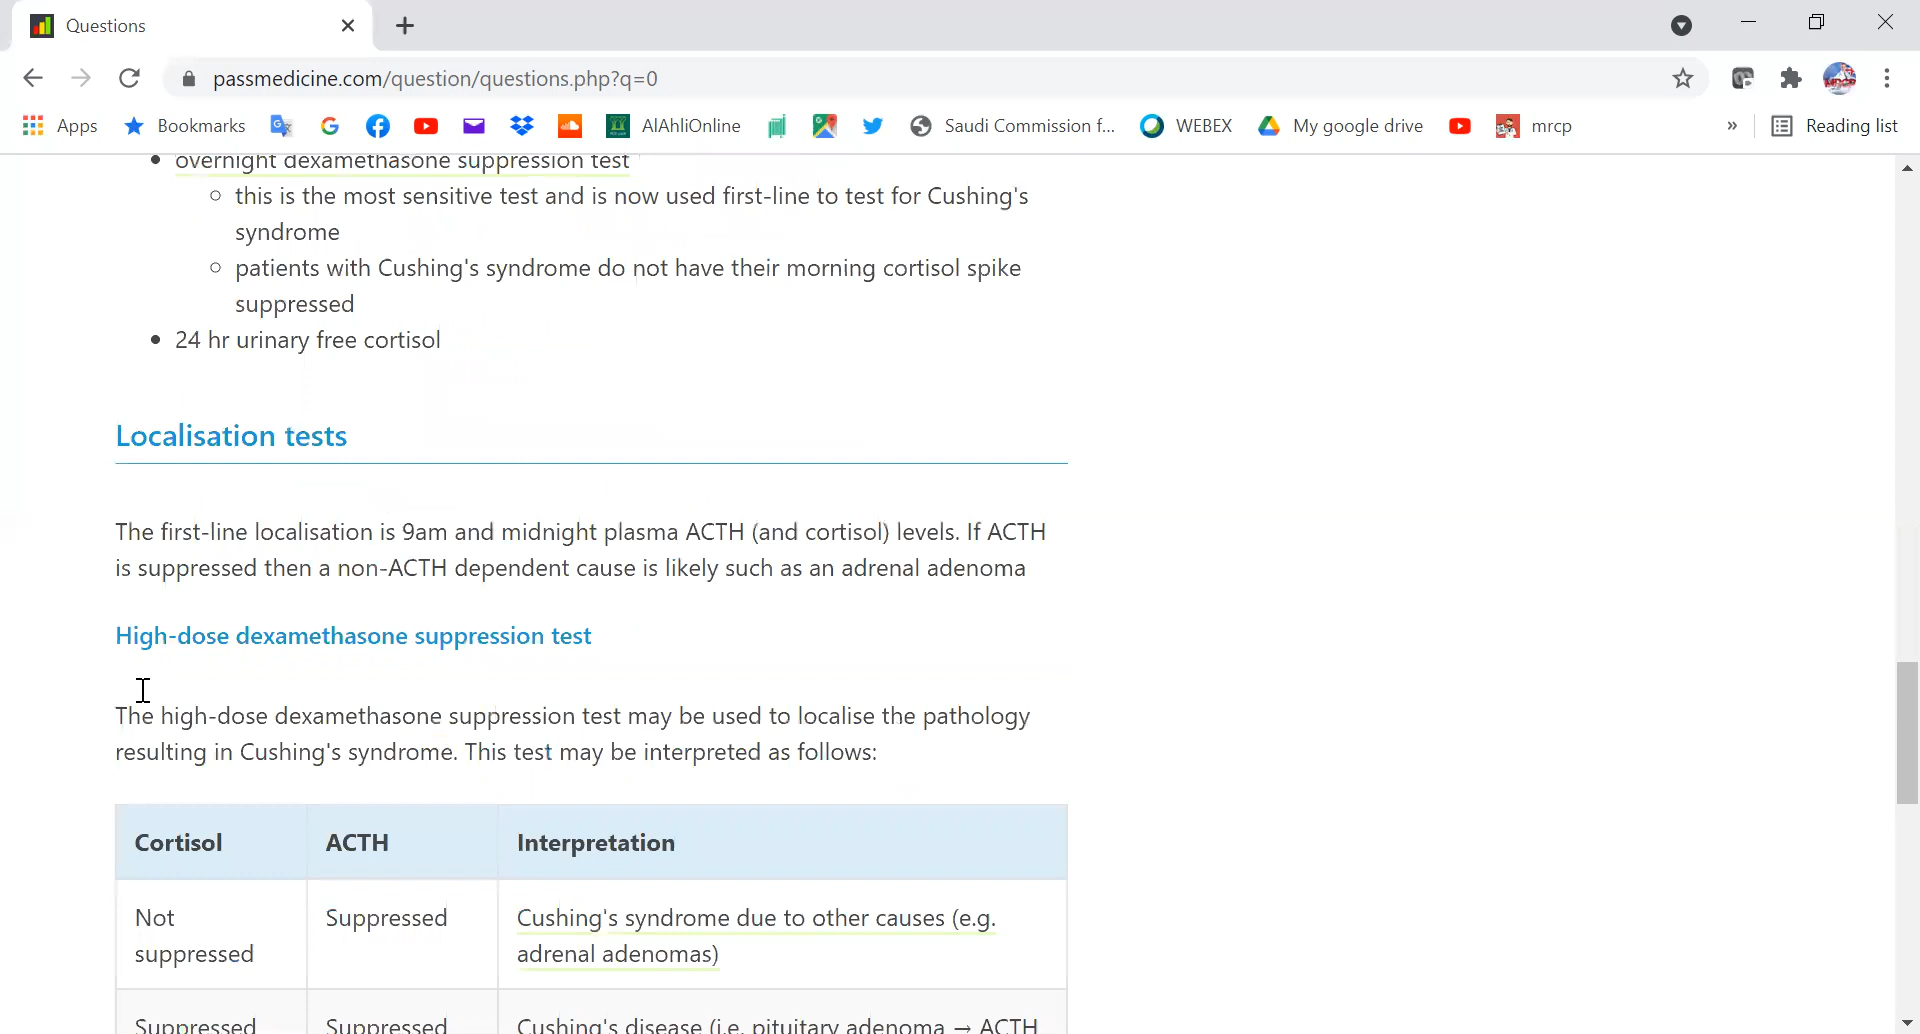 Questions
passmedicine.com/question/questions.php?q=0
Apps
Bookmarks
AlAhliOnline
Saudi Commission f...
WEBEX
My google drive
mrcp
»
Reading list
• overnight dexamethasone suppression test
this is the most sensitive test and is now used first-line to test for Cushing's
syndrome
patients with Cushing's syndrome do not have their morning cortisol spike
suppressed
• 24 hr urinary free cortisol
Localisation tests
The first-line localisation is 9am and midnight plasma ACTH (and cortisol) levels. If ACTH
is suppressed then a non-ACTH dependent cause is likely such as an adrenal adenoma
High-dose dexamethasone suppression test
The high-dose dexamethasone suppression test may be used to localise the pathology
resulting in Cushing's syndrome. This test may be interpreted as follows:
Cortisol ACTH Interpretation
Not Suppressed Cushing's syndrome due to other causes (e.g.
suppressed adrenal adenomas)
Suppressed Suppressed Cushing's disease (i.e. pituitary adenoma → ACTH